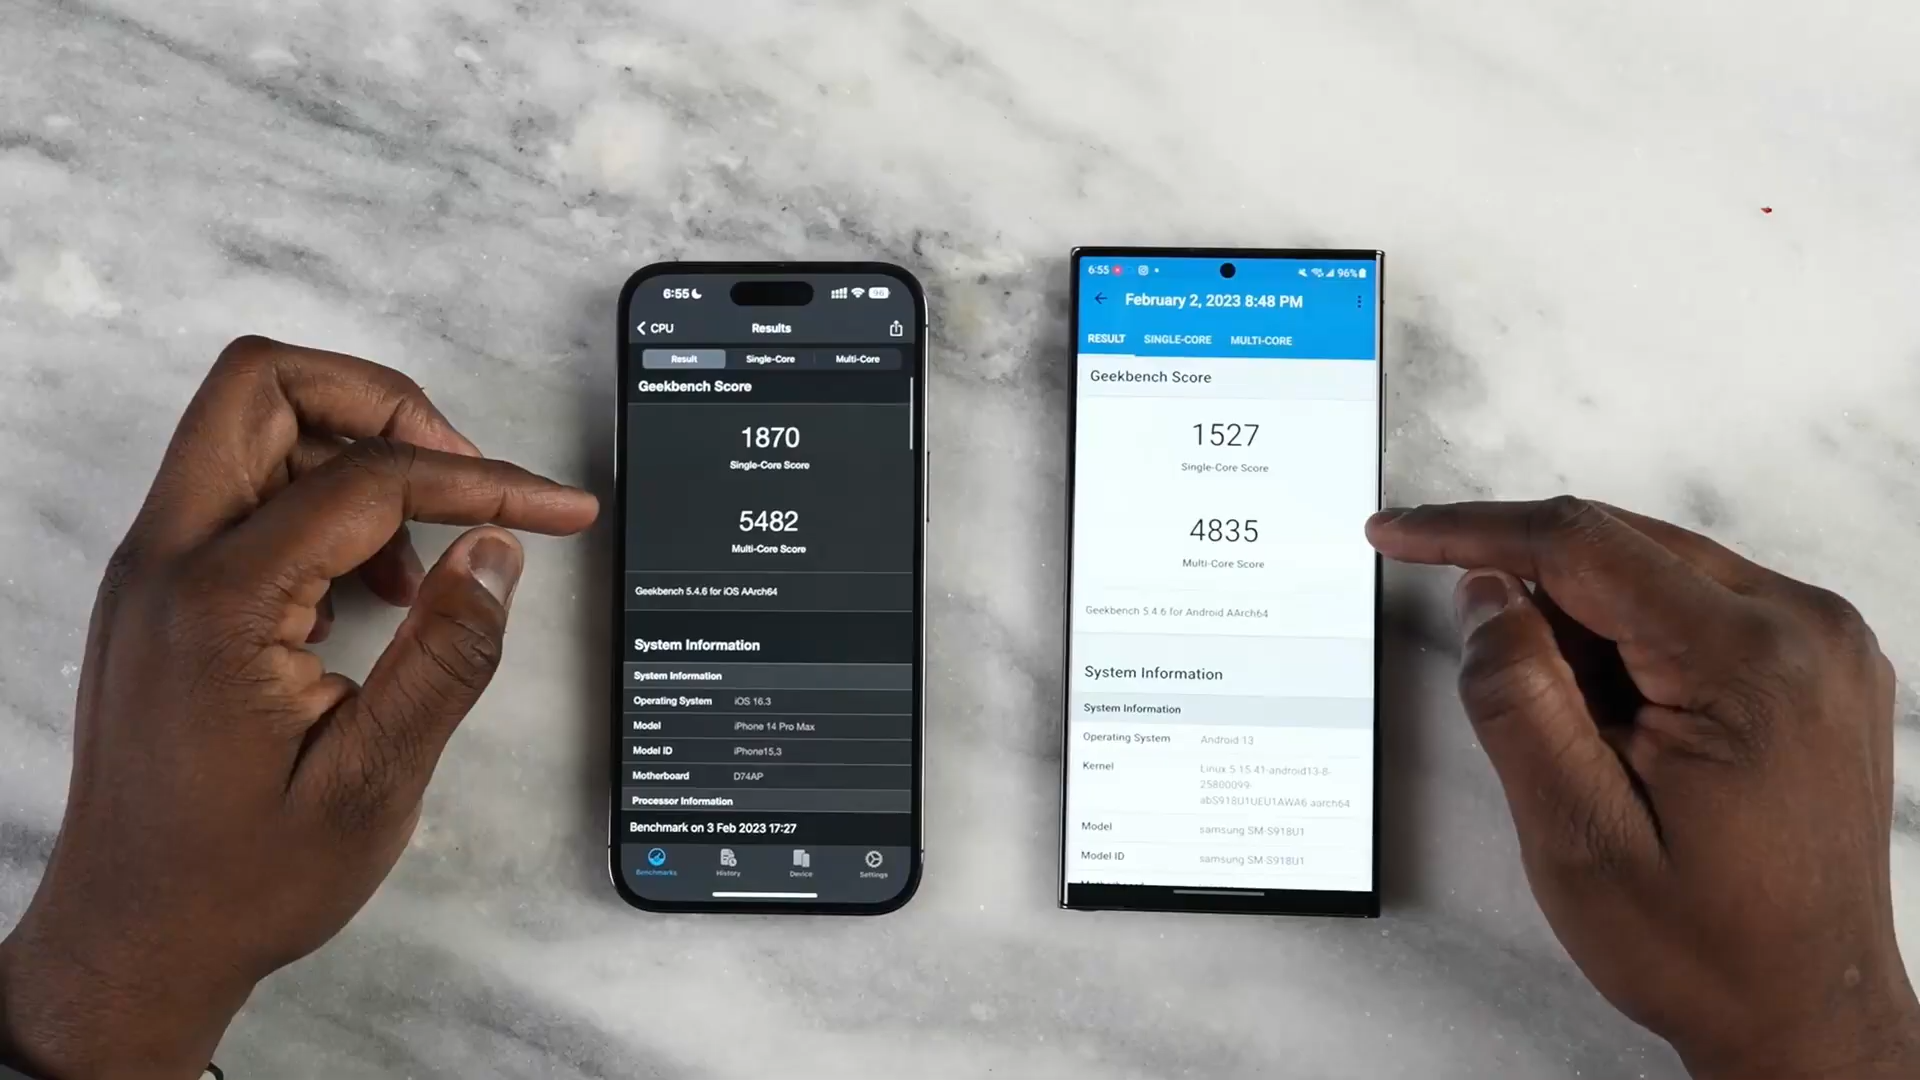 6:55
96
CPU
Results
Result
Single-Core
Multi-Core
Geekbench Score
1870
Single-Core Score
5482
Multi-Core Score
Geekbench 5.4.6 for iOS AArch64
System Information
System Information
Operating System iOS 16.3
Model iPhone 14 Pro Max
Model ID iPhone15,3
Motherboard D74AP
Processor Information
Benchmark on 3 Feb 2023 17:27
Benchmarks
History
Device
Settings
6:55
96%
February 2, 2023 8:48 PM
RESULT
SINGLE-CORE
MULTI-CORE
Geekbench Score
1527
Single-Core Score
4835
Multi-Core Score
Geekbench 5.4.6 for Android AArch64
System Information
System Information
Operating System Android 13
Kernel Linux 5.15.41-android13-8-
25800099-
abS918U1UEU1AWA6 aarch64
Model samsung SM-S918U1
Model ID samsung SM-S918U1